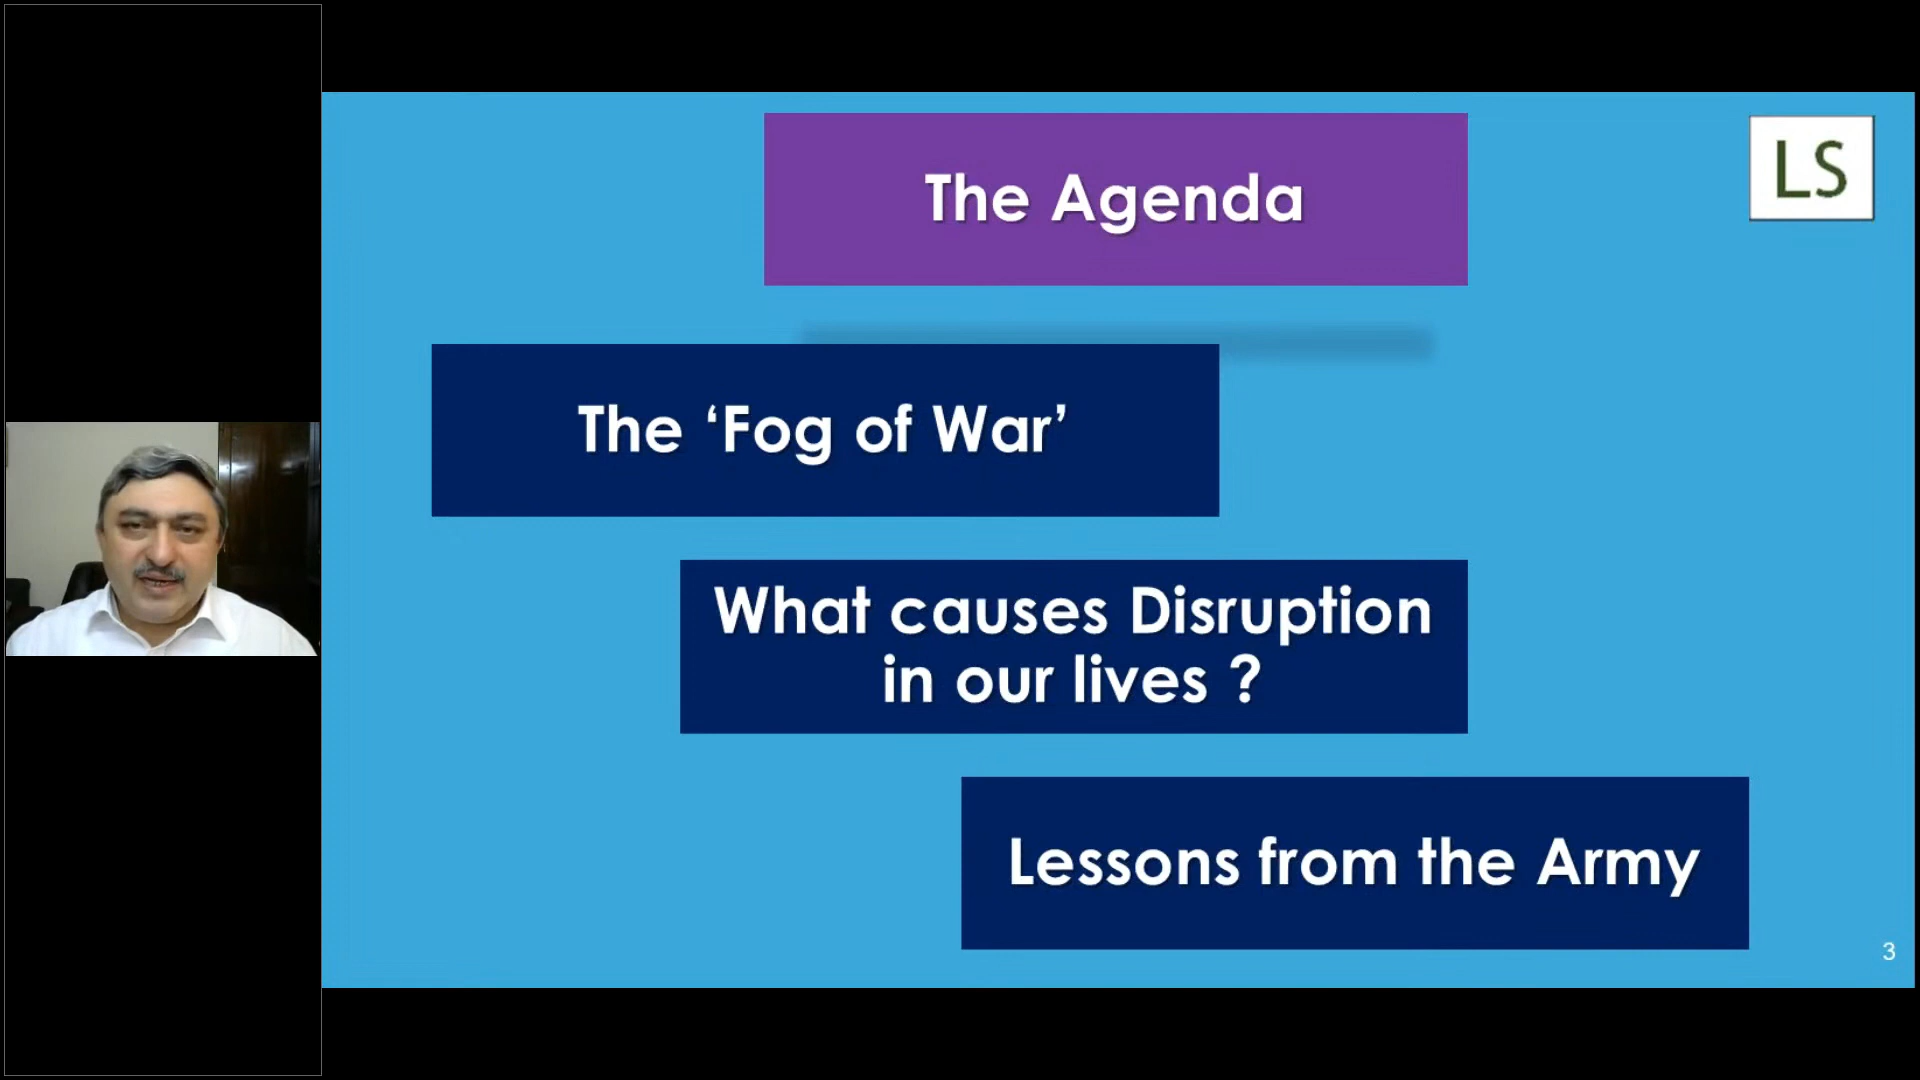 The Agenda
LS
The ‘Fog of War’
What causes Disruption
in our lives ?
Lessons from the Army
3